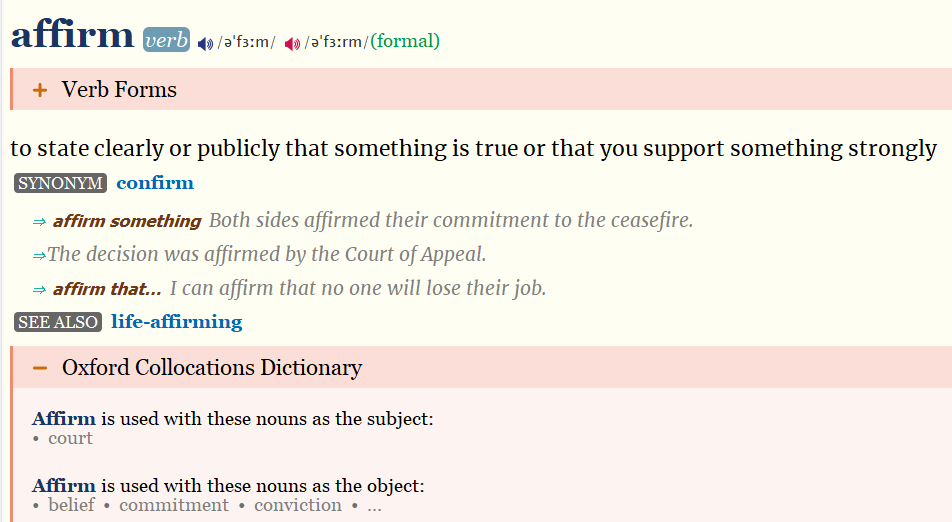 affirm verb /əˈfɜːm/ /əˈfɜːrm/(formal)
+ Verb Forms
to state clearly or publicly that something is true or that you support something strongly
SYNONYM confirm
⇒ affirm something Both sides affirmed their commitment to the ceasefire.
⇒The decision was affirmed by the Court of Appeal.
⇒ affirm that… I can affirm that no one will lose their job.
SEE ALSO life-affirming
− Oxford Collocations Dictionary
Affirm is used with these nouns as the subject:
• court
Affirm is used with these nouns as the object:
• belief • commitment • conviction • …